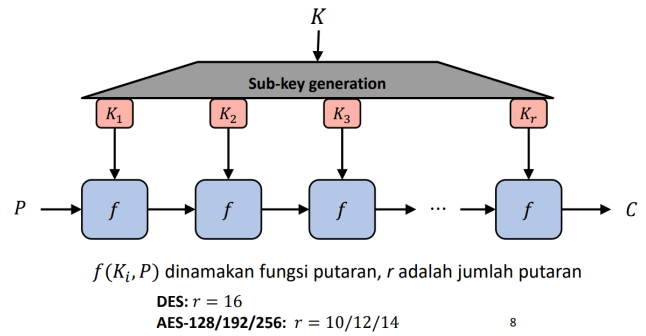 K
Sub-key generation
K₁ K₂ K₃ Kᵣ
P f f f ⋯ f C
f(Kᵢ, P) dinamakan fungsi putaran, r adalah jumlah putaran
DES: r = 16
AES-128/192/256: r = 10/12/14
8